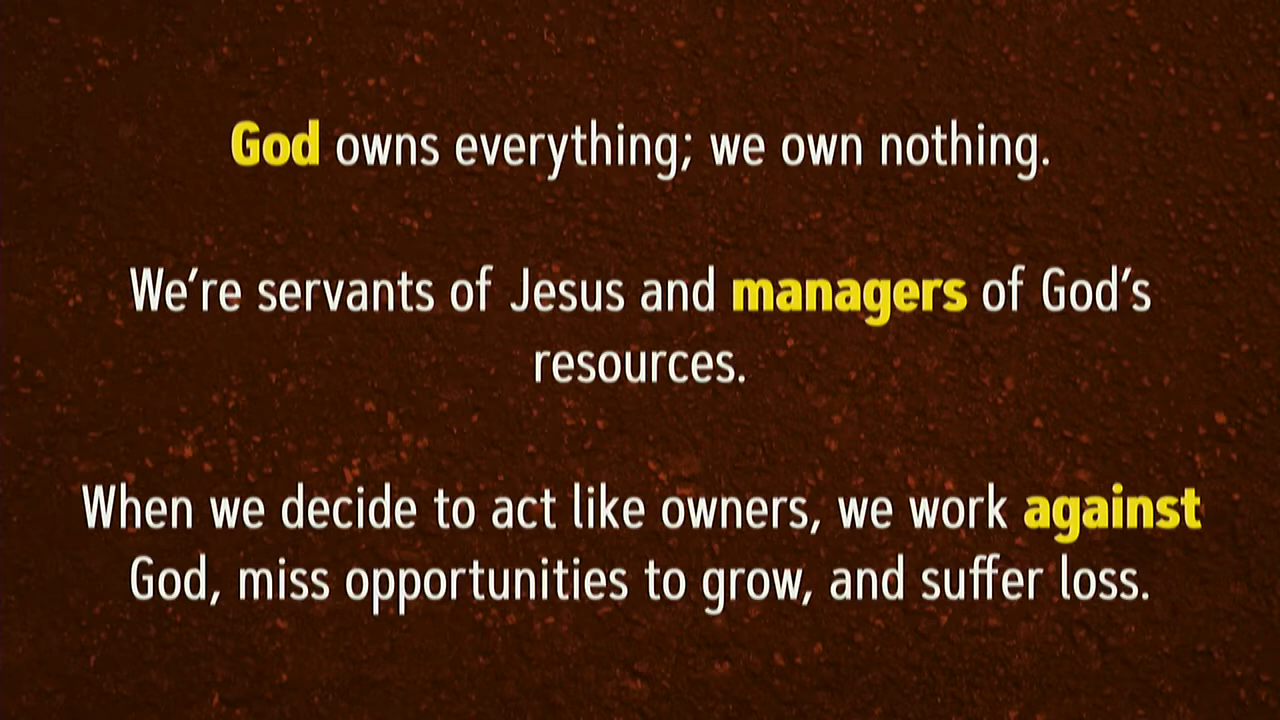 God owns everything; we own nothing.
We’re servants of Jesus and managers of God’s
resources.
When we decide to act like owners, we work against
God, miss opportunities to grow, and suffer loss.